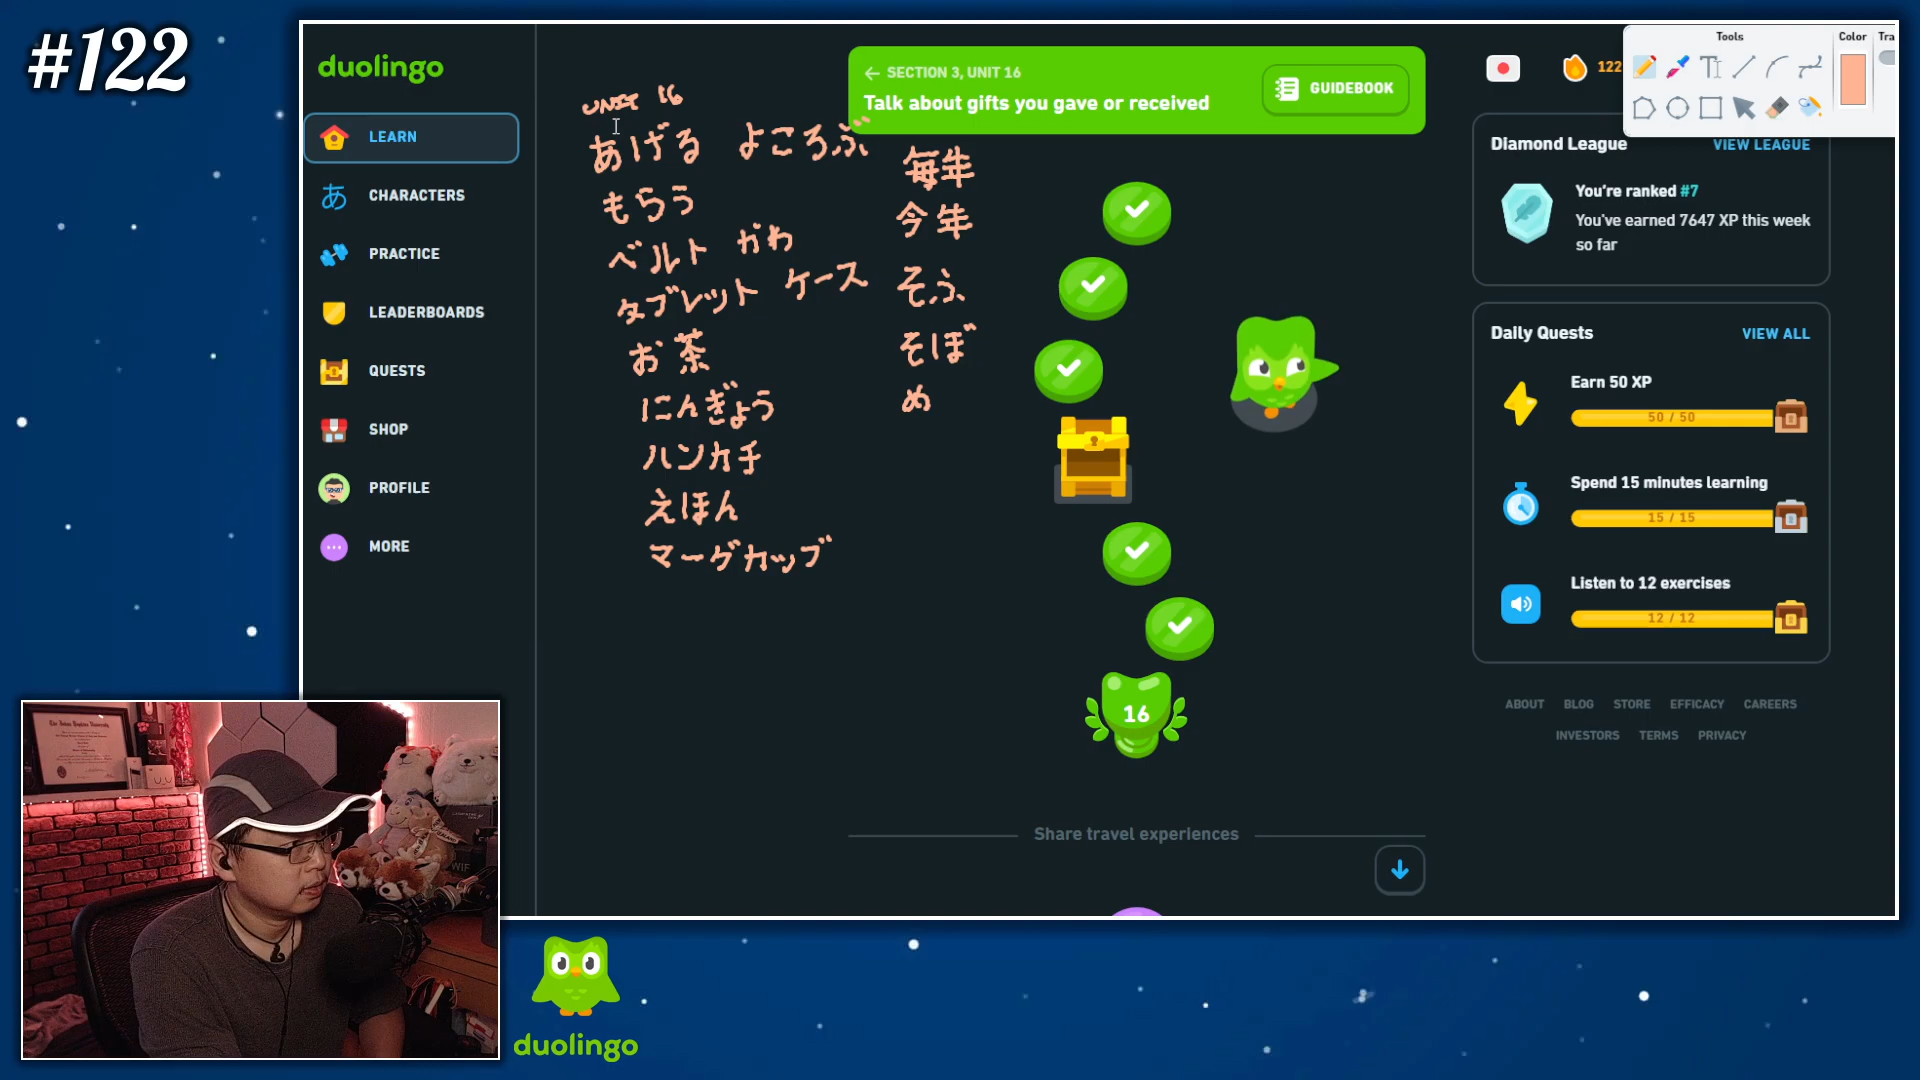 #122
duolingo
LEARN
CHARACTERS
PRACTICE
LEADERBOARDS
QUESTS
SHOP
PROFILE
MORE
UNIT 16
あげる よころぶ
もらう
ベルト がわ
タブレット ケース
お茶
にんぎょう
ハンカチ
えほん
マーグカップ
毎年
今年
そふ
そぼ
め
SECTION 3, UNIT 16
Talk about gifts you gave or received
GUIDEBOOK
16
Share travel experiences
122
Tools
Color
Tra
Diamond League
VIEW LEAGUE
You're ranked #7
You've earned 7647 XP this week
so far
Daily Quests
VIEW ALL
Earn 50 XP
50 / 50
Spend 15 minutes learning
15 / 15
Listen to 12 exercises
12 / 12
ABOUT BLOG STORE EFFICACY CAREERS
INVESTORS TERMS PRIVACY
duolingo